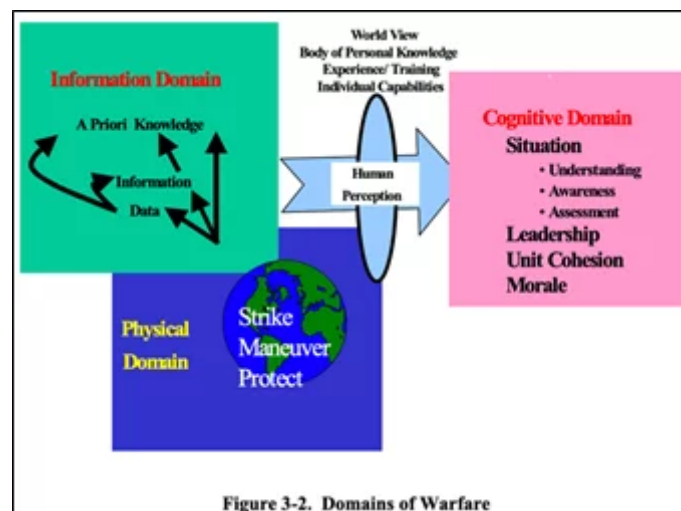 World View
Body of Personal Knowledge
Experience/ Training
Individual Capabilities
Information Domain
A Priori Knowledge
Information
Data
Human
Perception
Cognitive Domain
Situation
• Understanding
• Awareness
• Assessment
Leadership
Unit Cohesion
Morale
Physical
Domain
Strike
Maneuver
Protect
Figure 3-2. Domains of Warfare